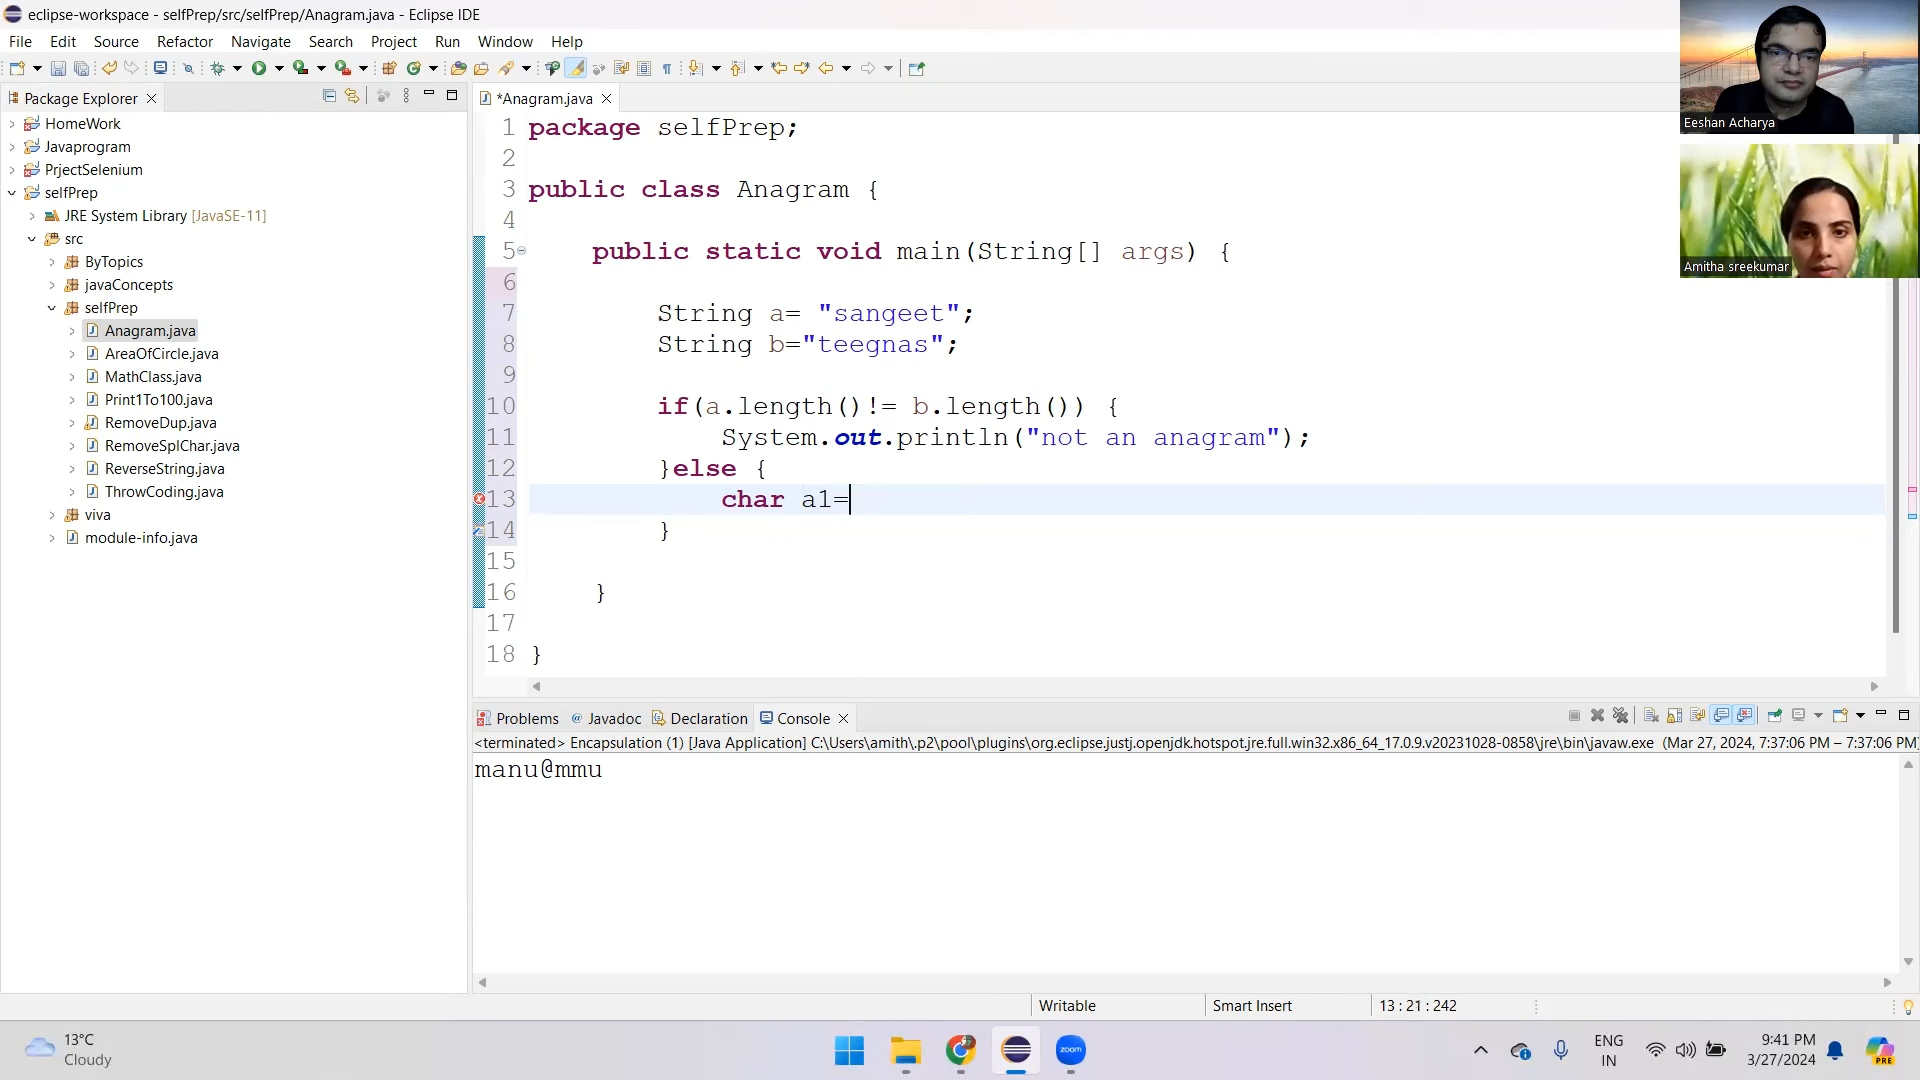 eclipse-workspace - selfPrep/src/selfPrep/Anagram.java - Eclipse IDE
File Edit Source Refactor Navigate Search Project Run Window Help
Package Explorer
HomeWork
Javaprogram
PrjectSelenium
selfPrep
JRE System Library [JavaSE-11]
src
ByTopics
javaConcepts
selfPrep
Anagram.java
AreaOfCircle.java
MathClass.java
Print1To100.java
RemoveDup.java
RemoveSplChar.java
ReverseString.java
ThrowCoding.java
viva
module-info.java
*Anagram.java
1 package selfPrep;
2
3 public class Anagram {
4
5 public static void main(String[] args) {
6
7 String a= "sangeet";
8 String b="teegnas";
9
10 if(a.length()!= b.length()) {
11 System.out.println("not an anagram");
12 }else {
13 char a1=
14 }
15
16 }
17
18 }
Eeshan Acharya
Amitha sreekumar
Problems @ Javadoc Declaration Console
<terminated> Encapsulation (1) [Java Application] C:\Users\amith\.p2\pool\plugins\org.eclipse.justj.openjdk.hotspot.jre.full.win32.x86_64_17.0.9.v20231028-0858\jre\bin\javaw.exe (Mar 27, 2024, 7:37:06 PM – 7:37:06 PM)
manu@mmu
Writable Smart Insert 13 : 21 : 242
13°C
Cloudy
zoom
ENG
IN
9:41 PM
3/27/2024
PRE